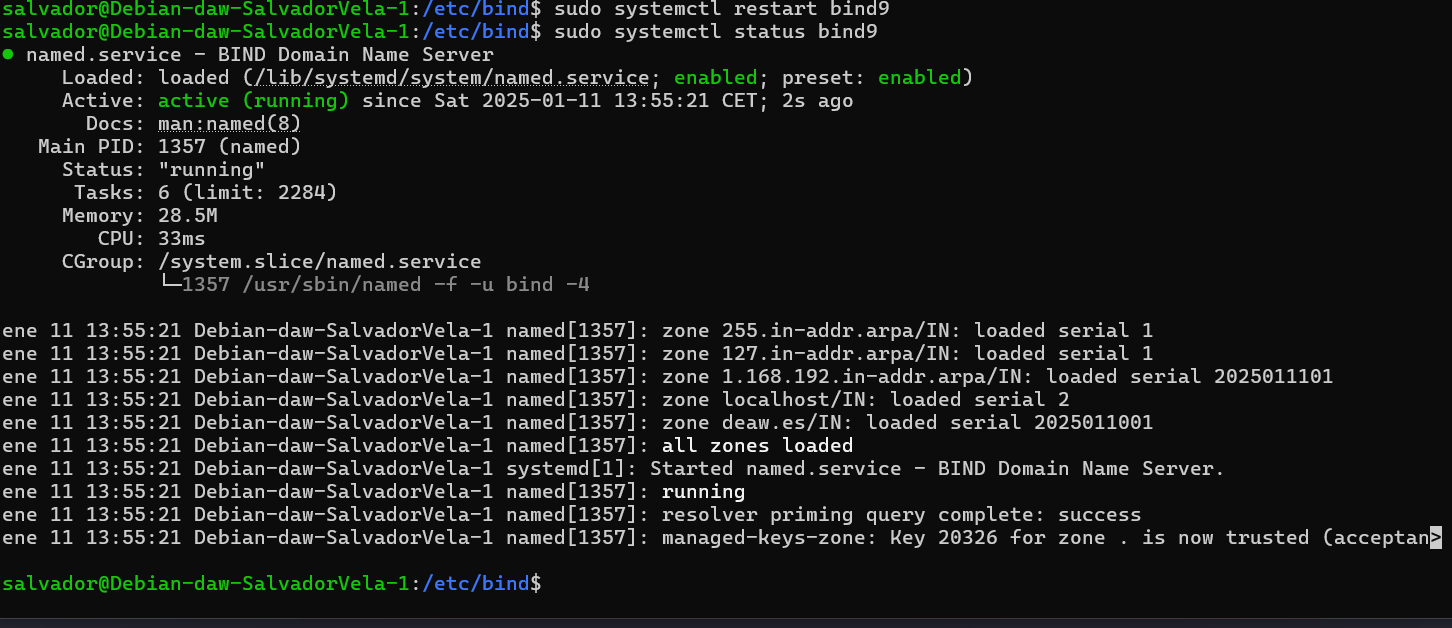 salvador@Debian-daw-SalvadorVela-1:/etc/bind$ sudo systemctl restart bind9
salvador@Debian-daw-SalvadorVela-1:/etc/bind$ sudo systemctl status bind9
● named.service - BIND Domain Name Server
     Loaded: loaded (/lib/systemd/system/named.service; enabled; preset: enabled)
     Active: active (running) since Sat 2025-01-11 13:55:21 CET; 2s ago
       Docs: man:named(8)
   Main PID: 1357 (named)
     Status: "running"
      Tasks: 6 (limit: 2284)
     Memory: 28.5M
        CPU: 33ms
     CGroup: /system.slice/named.service
             └─1357 /usr/sbin/named -f -u bind -4
ene 11 13:55:21 Debian-daw-SalvadorVela-1 named[1357]: zone 255.in-addr.arpa/IN: loaded serial 1
ene 11 13:55:21 Debian-daw-SalvadorVela-1 named[1357]: zone 127.in-addr.arpa/IN: loaded serial 1
ene 11 13:55:21 Debian-daw-SalvadorVela-1 named[1357]: zone 1.168.192.in-addr.arpa/IN: loaded serial 2025011101
ene 11 13:55:21 Debian-daw-SalvadorVela-1 named[1357]: zone localhost/IN: loaded serial 2
ene 11 13:55:21 Debian-daw-SalvadorVela-1 named[1357]: zone deaw.es/IN: loaded serial 2025011001
ene 11 13:55:21 Debian-daw-SalvadorVela-1 named[1357]: all zones loaded
ene 11 13:55:21 Debian-daw-SalvadorVela-1 systemd[1]: Started named.service - BIND Domain Name Server.
ene 11 13:55:21 Debian-daw-SalvadorVela-1 named[1357]: running
ene 11 13:55:21 Debian-daw-SalvadorVela-1 named[1357]: resolver priming query complete: success
ene 11 13:55:21 Debian-daw-SalvadorVela-1 named[1357]: managed-keys-zone: Key 20326 for zone . is now trusted (acceptan>
salvador@Debian-daw-SalvadorVela-1:/etc/bind$